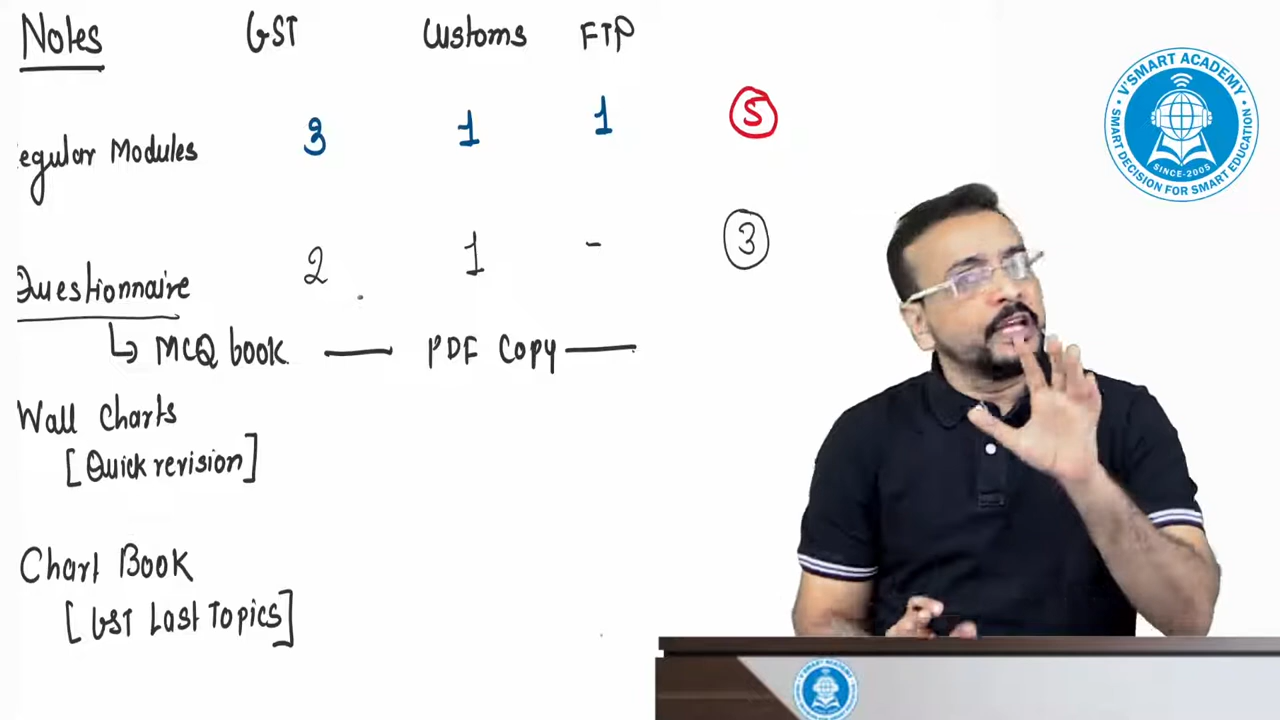 Notes GST Customs FTP
egular Modules 3 1 1 5
Questionnaire 2 1 - 3
↳ MCQ book — PDF Copy —
Wall Charts
[Quick revision]
Chart Book
[GST Last Topics]
V'SMART ACADEMY
SMART DECISION FOR SMART EDUCATION
SINCE-2005